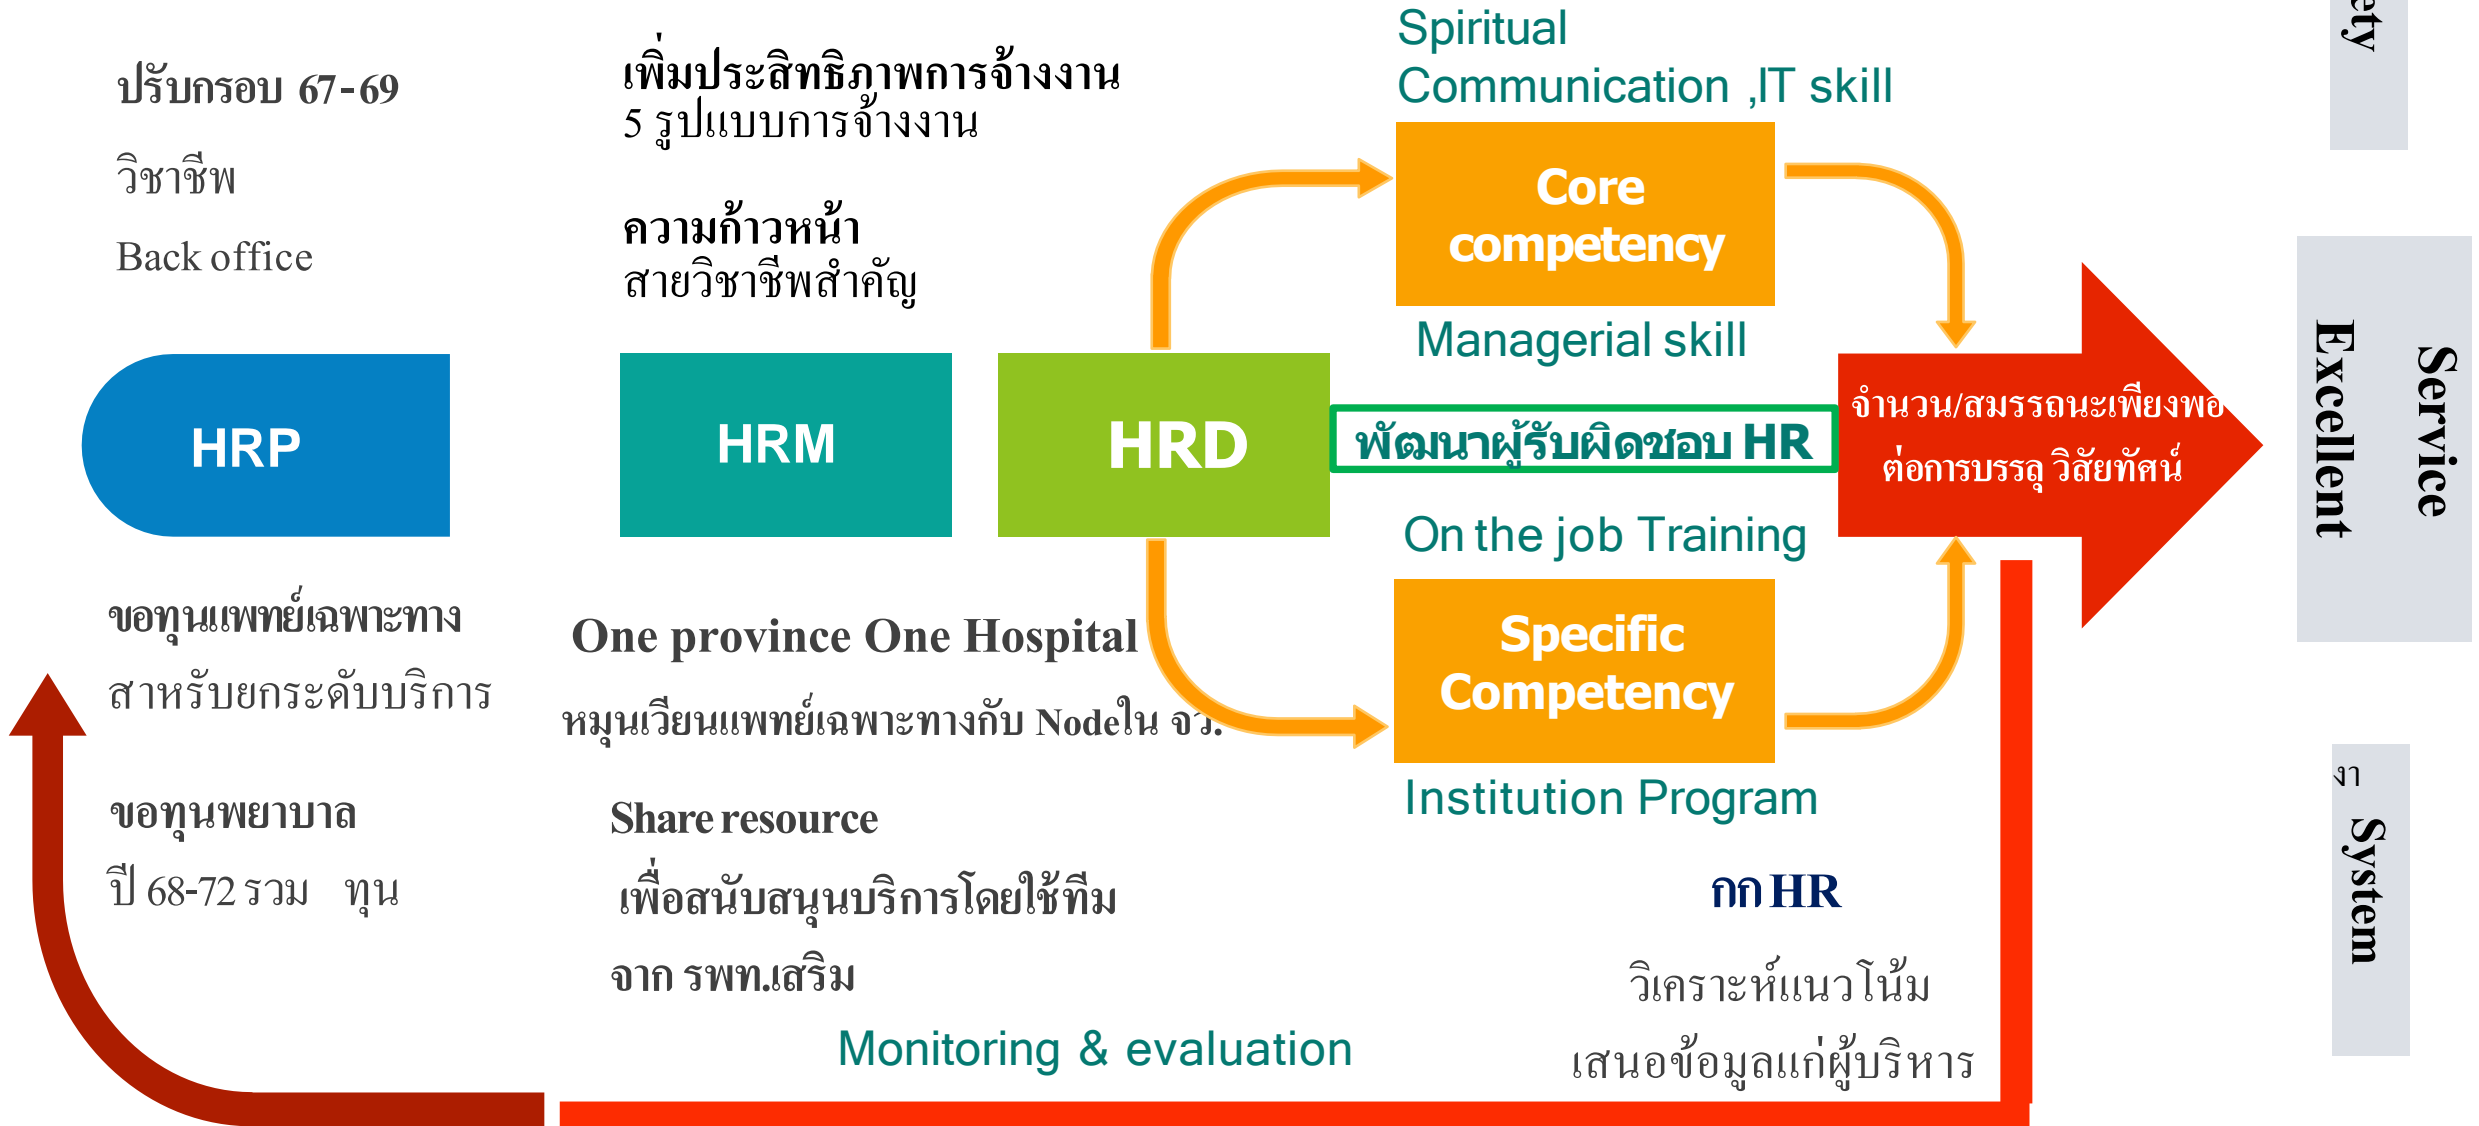 ปรับกรอบ 67-69
วิชาชีพ
Back office
เพิ่มประสิทธิภาพการจ้างงาน
5 รูปแบบการจ้างงาน
ความก้าวหน้า
สายวิชาชีพสำคัญ
Spiritual
Communication ,IT skill
Core
competency
Managerial skill
HRP
HRM
HRD
พัฒนาผู้รับผิดชอบ HR
จำนวน/สมรรถนะเพียงพอ
ต่อการบรรลุ วิสัยทัศน์
On the job Training
Specific
Competency
Institution Program
ขอทุนแพทย์เฉพาะทาง
สาหรับยกระดับบริการ
ขอทุนพยาบาล
ปี 68-72 รวม ทุน
One province One Hospital
หมุนเวียนแพทย์เฉพาะทางกับ Nodeใน จว.
Share resource
เพื่อสนับสนุนบริการโดยใช้ทีม
จาก รพท.เสริม
กก HR
วิเคราะห์แนวโน้ม
เสนอข้อมูลแก่ผู้บริหาร
Monitoring & evaluation
ety
Service
Excellent
งา
System